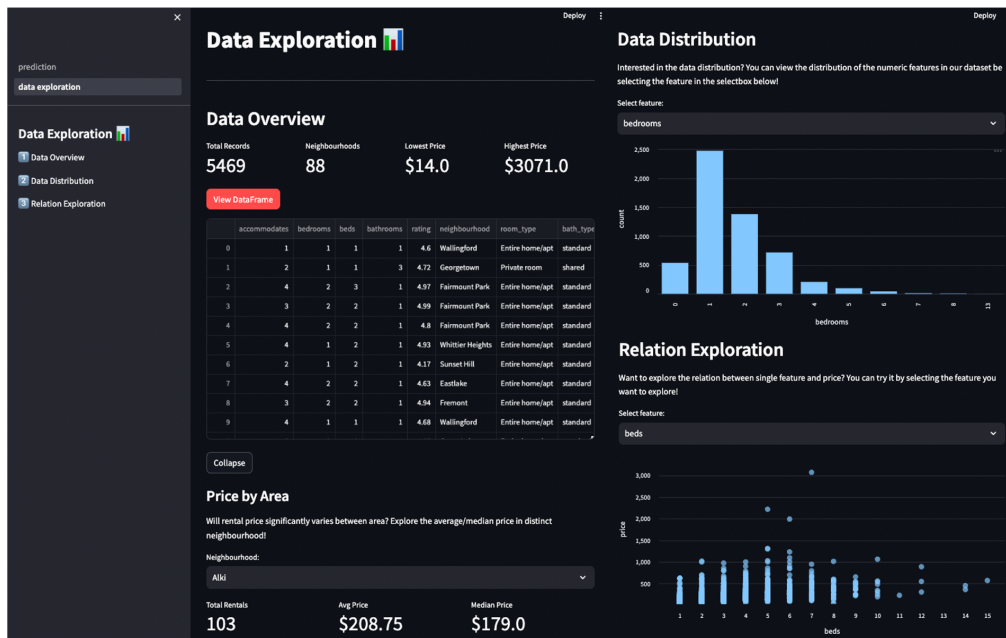 Deploy
Deploy
prediction
data exploration
Data Exploration
1 Data Overview
2 Data Distribution
3 Relation Exploration
Data Exploration
Data Overview
Total Records Neighbourhoods Lowest Price Highest Price
5469 88 $14.0 $3071.0
View DataFrame
accommodates bedrooms beds bathrooms rating neighbourhood room_type bath_type
0 1 1 1 1 4.6 Wallingford Entire home/apt standard
1 2 1 1 3 4.72 Georgetown Private room shared
2 4 2 3 1 4.97 Fairmount Park Entire home/apt standard
3 3 2 2 1 4.99 Fairmount Park Entire home/apt standard
4 4 2 2 1 4.8 Fairmount Park Entire home/apt standard
5 4 1 2 1 4.93 Whittier Heights Entire home/apt standard
6 2 1 2 1 4.17 Sunset Hill Entire home/apt standard
7 4 2 2 1 4.63 Eastlake Entire home/apt standard
8 3 2 2 1 4.94 Fremont Entire home/apt standard
9 4 1 1 1 4.68 Wallingford Entire home/apt standard
Collapse
Price by Area
Will rental price significantly varies between area? Explore the average/median price in distinct
neighbourhood!
Neighbourhood:
Alki
Total Rentals Avg Price Median Price
103 $208.75 $179.0
Data Distribution
Interested in the data distribution? You can view the distribution of the numeric features in our dataset be
selecting the feature in the selectbox below!
Select feature:
bedrooms
2,500
2,000
1,500
1,000
500
0
count
0 1 2 3 4 5 6 7 8 13
bedrooms
Relation Exploration
Want to explore the relation between single feature and price? You can try it by selecting the feature you
want to explore!
Select feature:
beds
3,000
2,500
2,000
1,500
1,000
500
price
1 2 3 4 5 6 7 8 9 10 11 12 13 14 15
beds